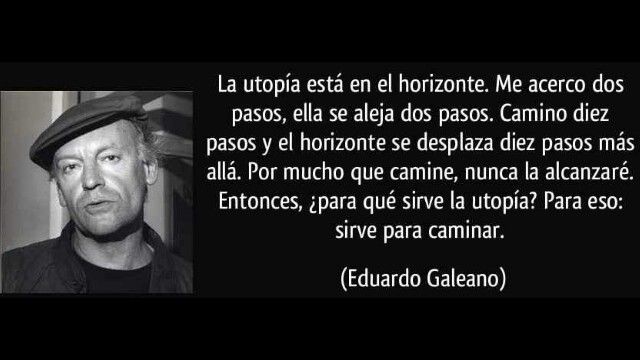 La utopía está en el horizonte. Me acerco dos
pasos, ella se aleja dos pasos. Camino diez
pasos y el horizonte se desplaza diez pasos más
allá. Por mucho que camine, nunca la alcanzaré.
Entonces, ¿para qué sirve la utopía? Para eso:
sirve para caminar.
(Eduardo Galeano)